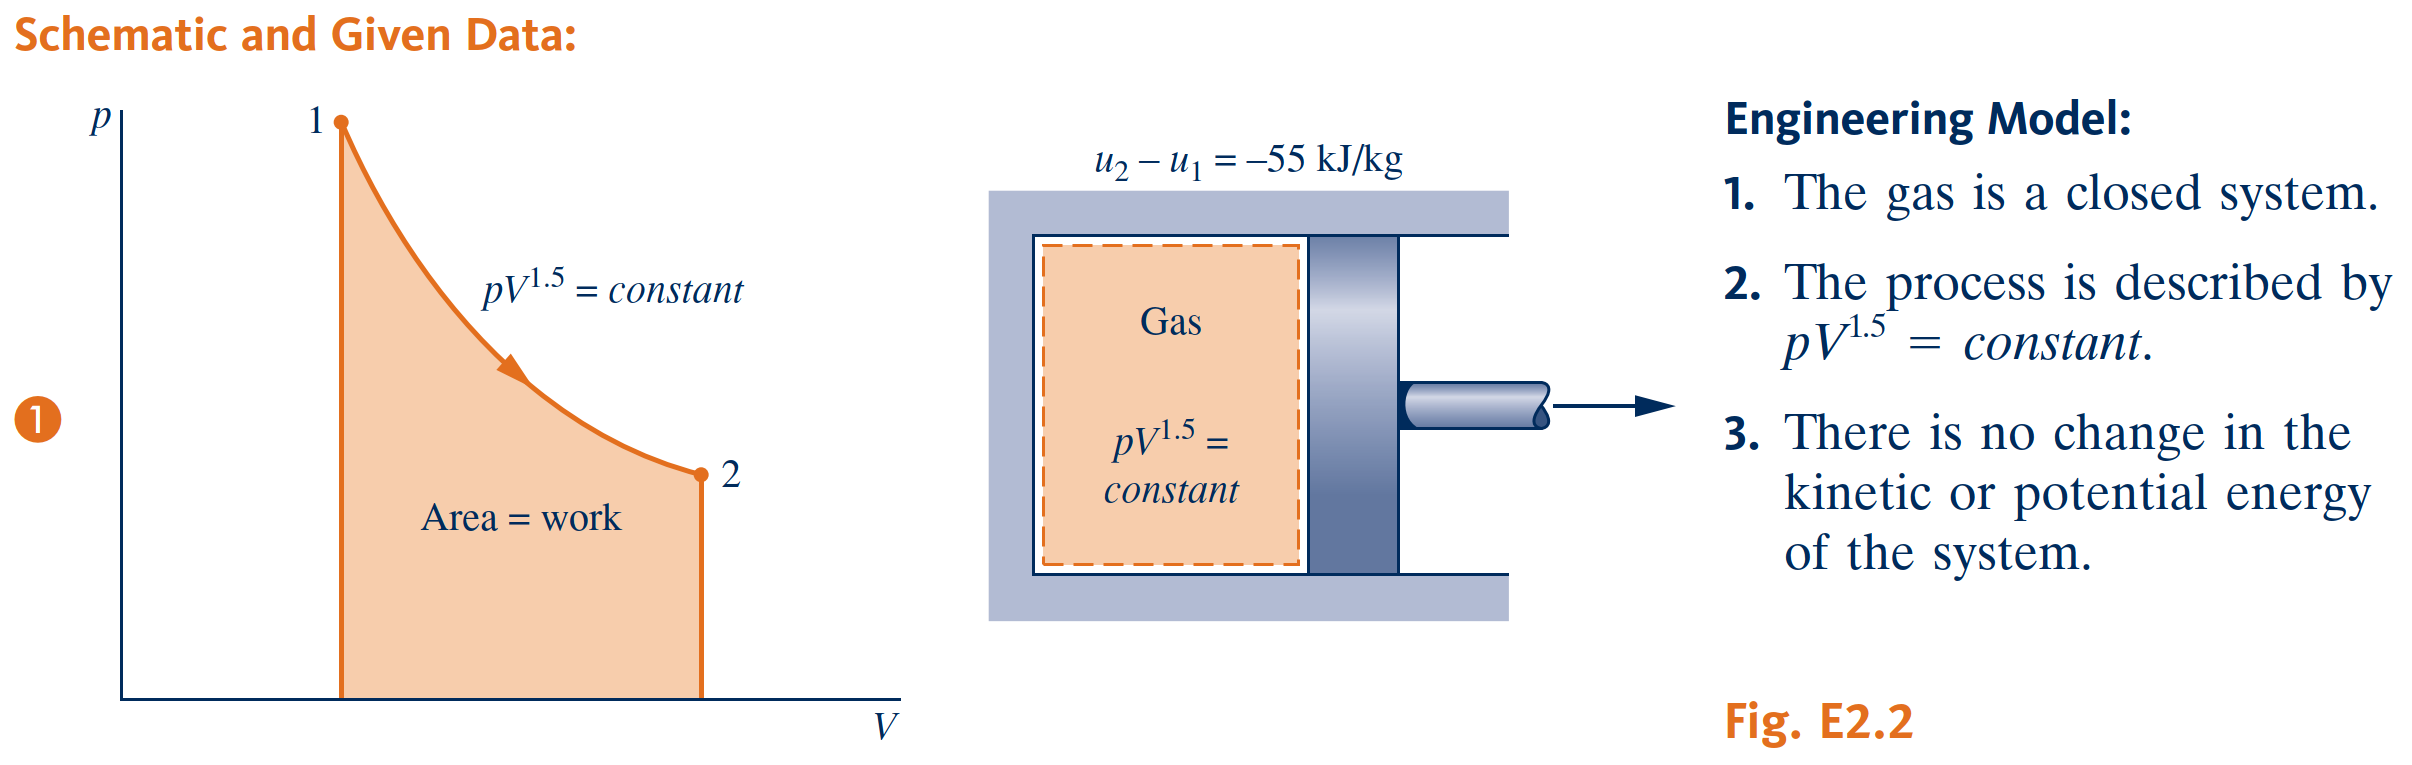 Schematic and Given Data:
p
1
pV^1.5 = constant
2
Area = work
V
1
u₂ – u₁ = –55 kJ/kg
Gas
pV^1.5 =
constant
Engineering Model:
1. The gas is a closed system.
2. The process is described by
pV^1.5 = constant.
3. There is no change in the
kinetic or potential energy
of the system.
Fig. E2.2